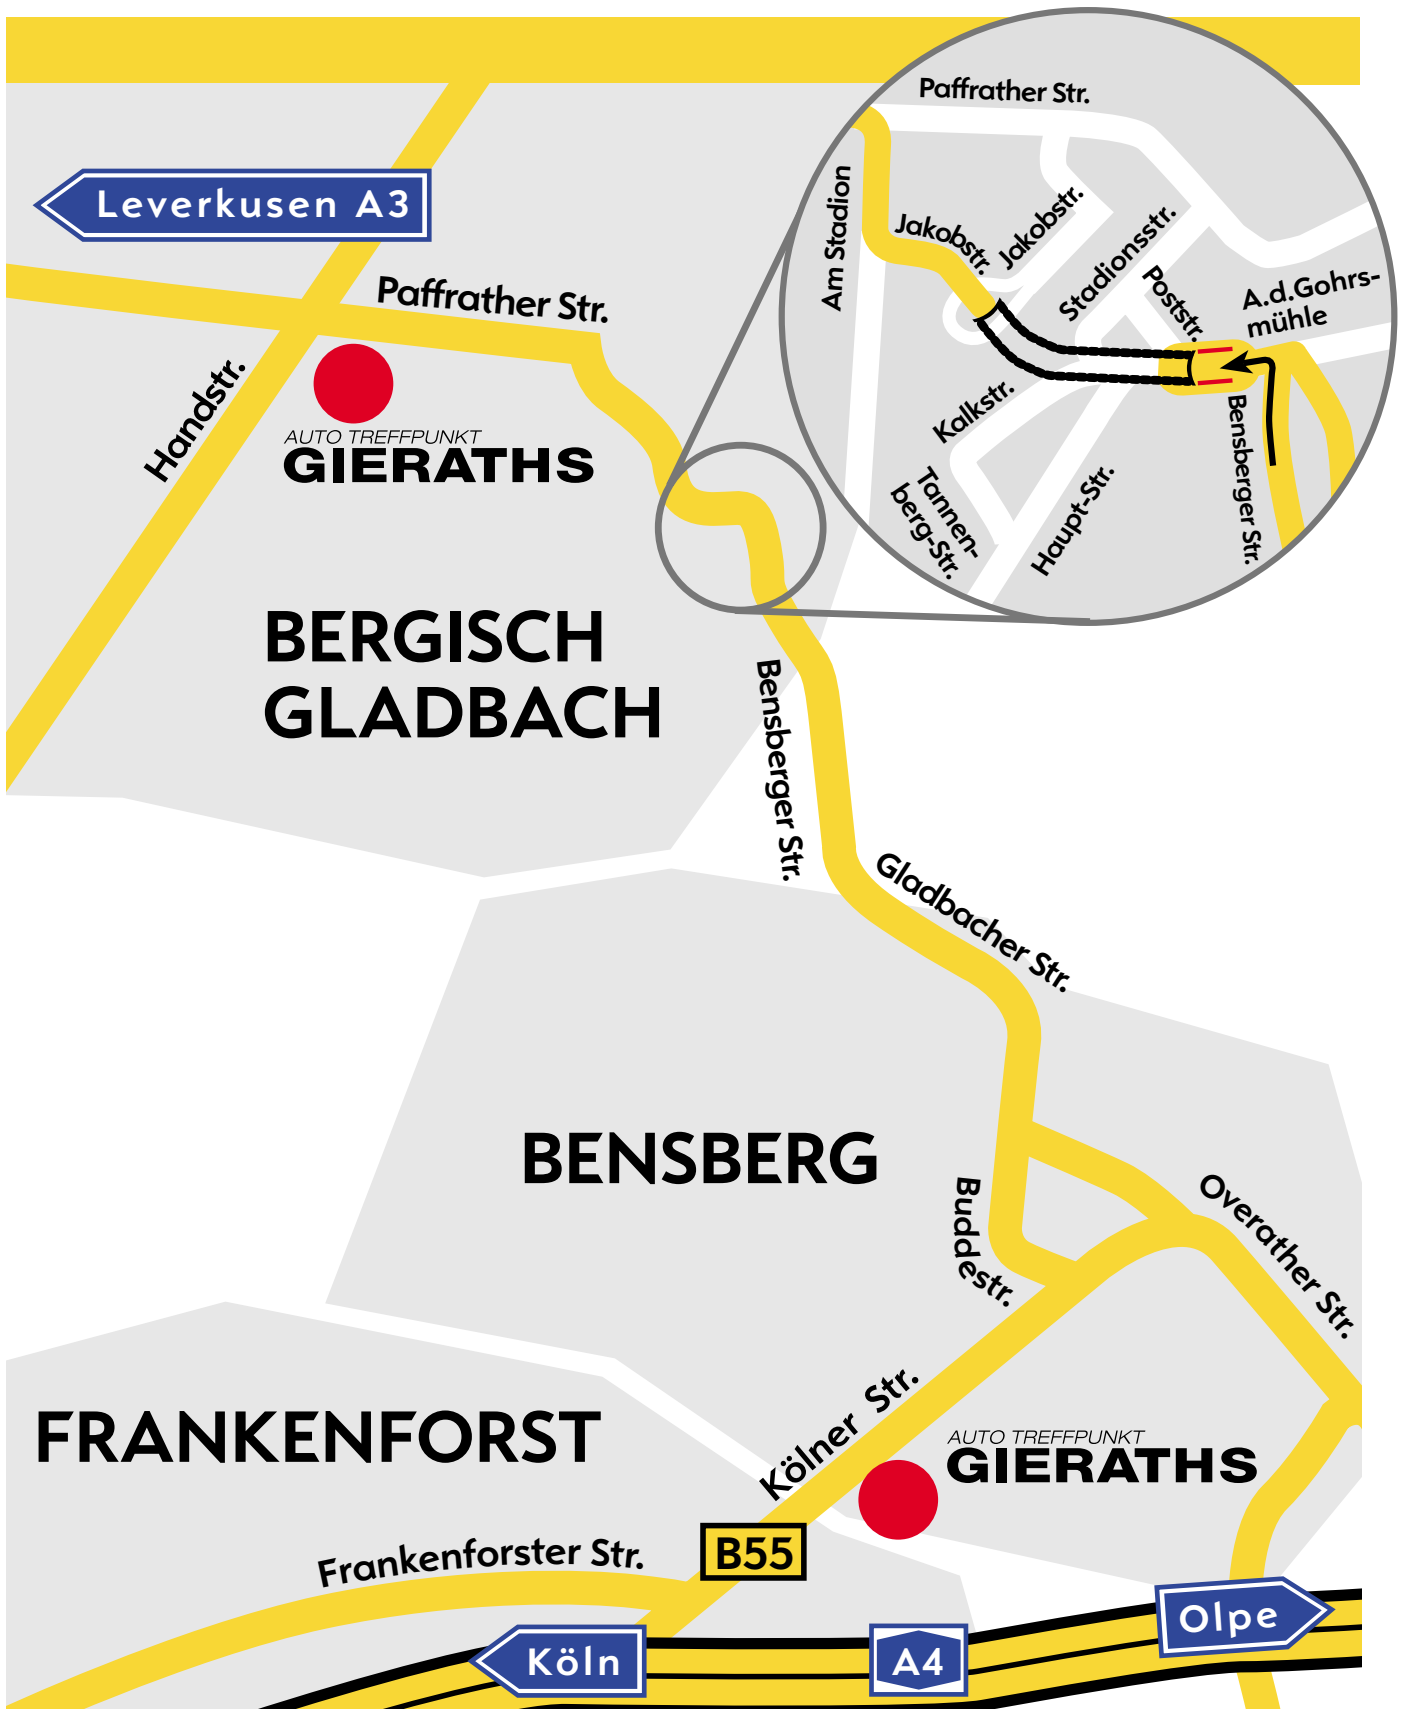 Paffrather Str.
Leverkusen A3
Am Stadion
Jakobstr.
Jakobstr.
Stadionsstr.
Poststr.
A.d.Gohrs-
mühle
Paffrather Str.
Handstr.
AUTO TREFFPUNKT
GIERATHS
Kalkstr.
Tannen-
berg-Str.
Haupt-Str.
Bensberger Str.
BERGISCH
GLADBACH
Bensberger Str.
Gladbacher Str.
BENSBERG
Buddestr.
Overather Str.
FRANKENFORST
Kölner Str.
AUTO TREFFPUNKT
GIERATHS
Frankenforster Str.
B55
Köln
A4
Olpe